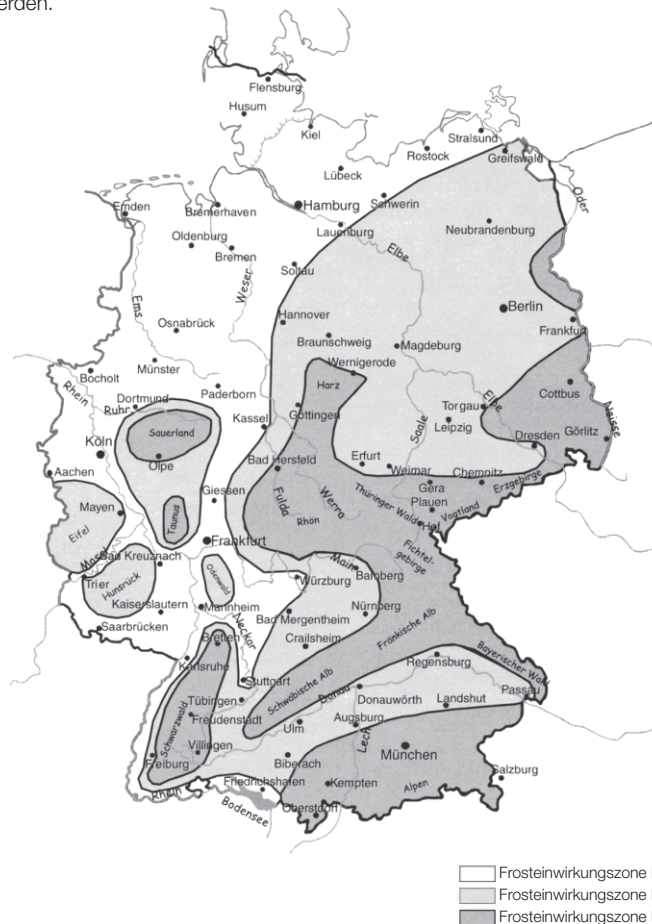 erden.
Flensburg
Husum
Kiel
Stralsund
Rostock
Greifswald
Lübeck
Oder
Hamburg
Schwerin
Emden
Bremerhaven
Lauenburg
Neubrandenburg
Oldenburg
Bremen
Elbe
Soltau
Weser
Ems
Berlin
Hannover
Osnabrück
Frankfurt
Braunschweig
Magdeburg
Wernigerode
Münster
Bocholt
Rhein
Harz
Paderborn
Cottbus
Dortmund
Ruhr
Elbe
Torgau
Göttingen
Kassel
Saale
Leipzig
Neisse
Sauerland
Görlitz
Köln
Dresden
Olpe
Bad Hersfeld
Erfurt
Weimar
Chemnitz
Aachen
Gera
Erzgebirge
Giessen
Fulda
Werra
Thüringer Wald
Plauen
Mayen
Vogtland
Taunus
Rhön
Hof
Eifel
Frankfurt
Fichtel-
gebirge
Mosel
Bad Kreuznach
Main
Bamberg
Trier
Hunsrück
Odenwald
Würzburg
Kaiserslautern
Mannheim
Nürnberg
Bad Mergentheim
Saarbrücken
Neckar
Crailsheim
Fränkische Alb
Bretten
Karlsruhe
Regensburg
Bayerischer Wald
Stuttgart
Schwäbische Alb
Passau
Tübingen
Donau
Donauwörth
Landshut
Schwarzwald
Freudenstadt
Augsburg
Ulm
Lech
Villingen
München
Freiburg
Biberach
Salzburg
Friedrichshafen
Kempten
Rhein
Alpen
Bodensee
Oberstdorf
Frosteinwirkungszone
Frosteinwirkungszone
Frosteinwirkungszone